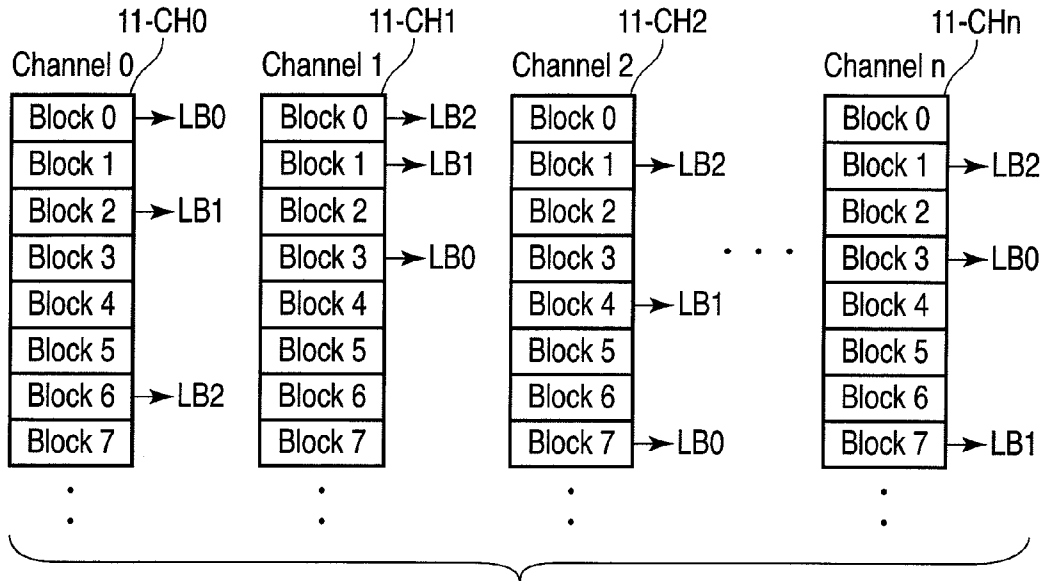 11-CH0 11-CH1 11-CH2 11-CHn
Channel 0 Channel 1 Channel 2 Channel n
Block 0 LB0 Block 0 LB2 Block 0 Block 0
Block 1 Block 1 LB1 Block 1 LB2 Block 1 LB2
Block 2 LB1 Block 2 Block 2 Block 2
Block 3 Block 3 LB0 Block 3 . . . Block 3 LB0
Block 4 Block 4 Block 4 LB1 Block 4
Block 5 Block 5 Block 5 Block 5
Block 6 LB2 Block 6 Block 6 Block 6
Block 7 Block 7 Block 7 LB0 Block 7 LB1